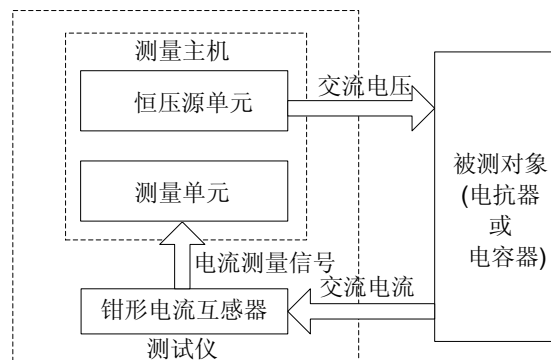 测量主机
恒压源单元
交流电压
测量单元
被测对象
(电抗器
或
电容器)
电流测量信号
交流电流
钳形电流互感器
测试仪